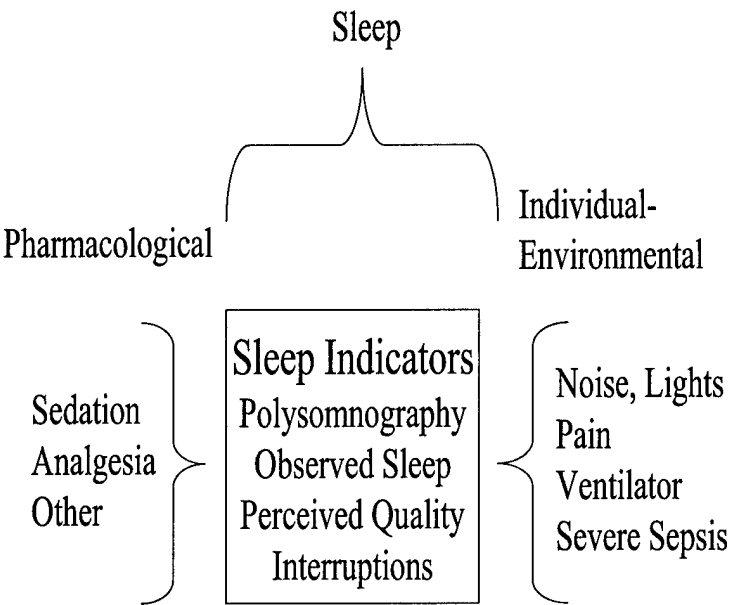 Sleep
Pharmacological
Individual-
Environmental
Sedation
Analgesia
Other
Sleep Indicators
Polysomnography
Observed Sleep
Perceived Quality
Interruptions
Noise, Lights
Pain
Ventilator
Severe Sepsis